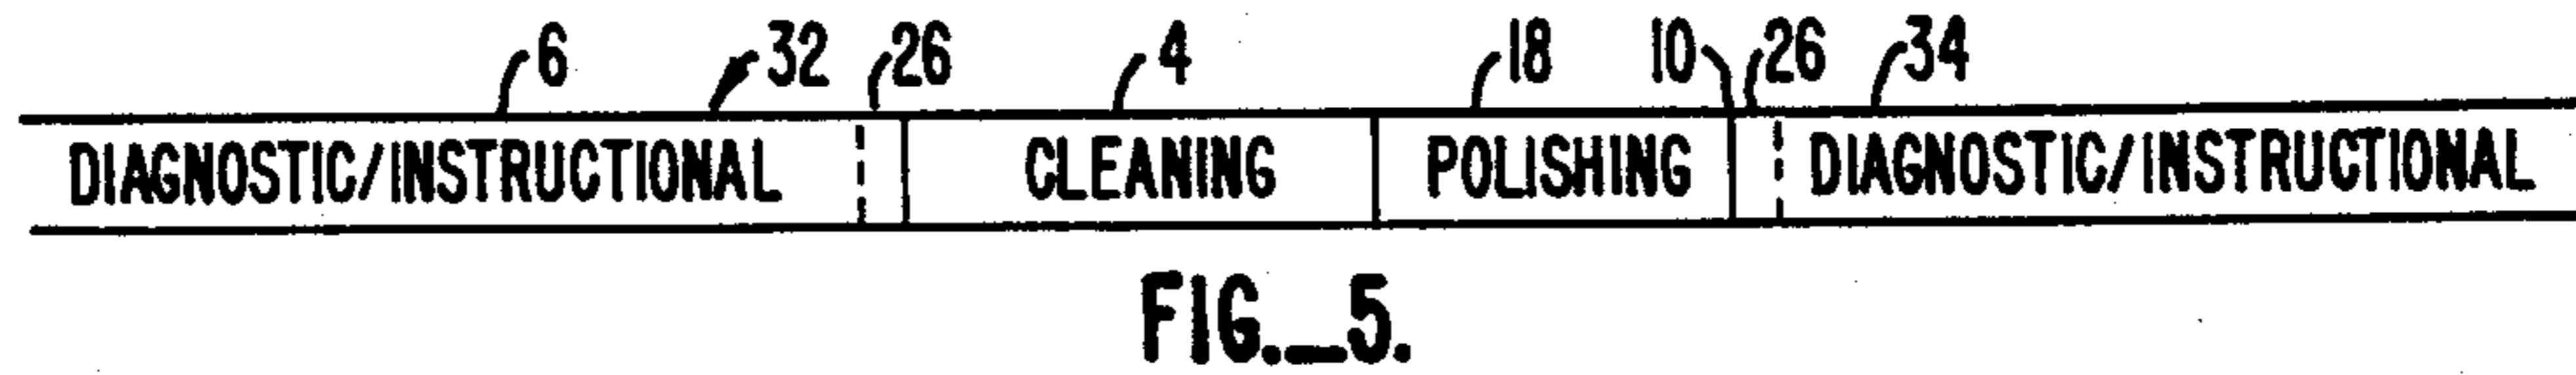 6 32 26 4 18 10 26 34
DIAGNOSTIC/INSTRUCTIONAL CLEANING POLISHING DIAGNOSTIC/INSTRUCTIONAL
FIG._5.